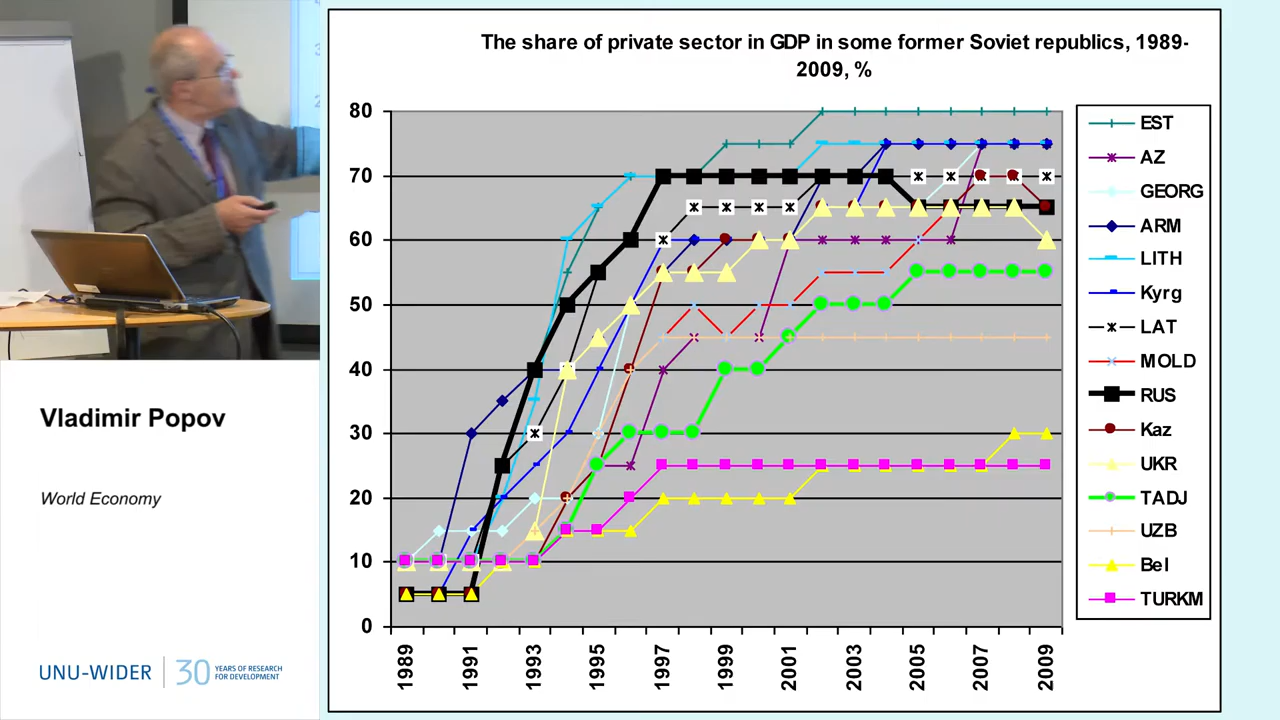 The share of private sector in GDP in some former Soviet republics, 1989-
2009, %
80
70
60
50
40
30
20
10
0
1989
1991
1993
1995
1997
1999
2001
2003
2005
2007
2009
EST
AZ
GEORG
ARM
LITH
Kyrg
LAT
MOLD
RUS
Kaz
UKR
TADJ
UZB
Bel
TURKM
Vladimir Popov
World Economy
UNU-WIDER
30 YEARS OF RESEARCH
FOR DEVELOPMENT